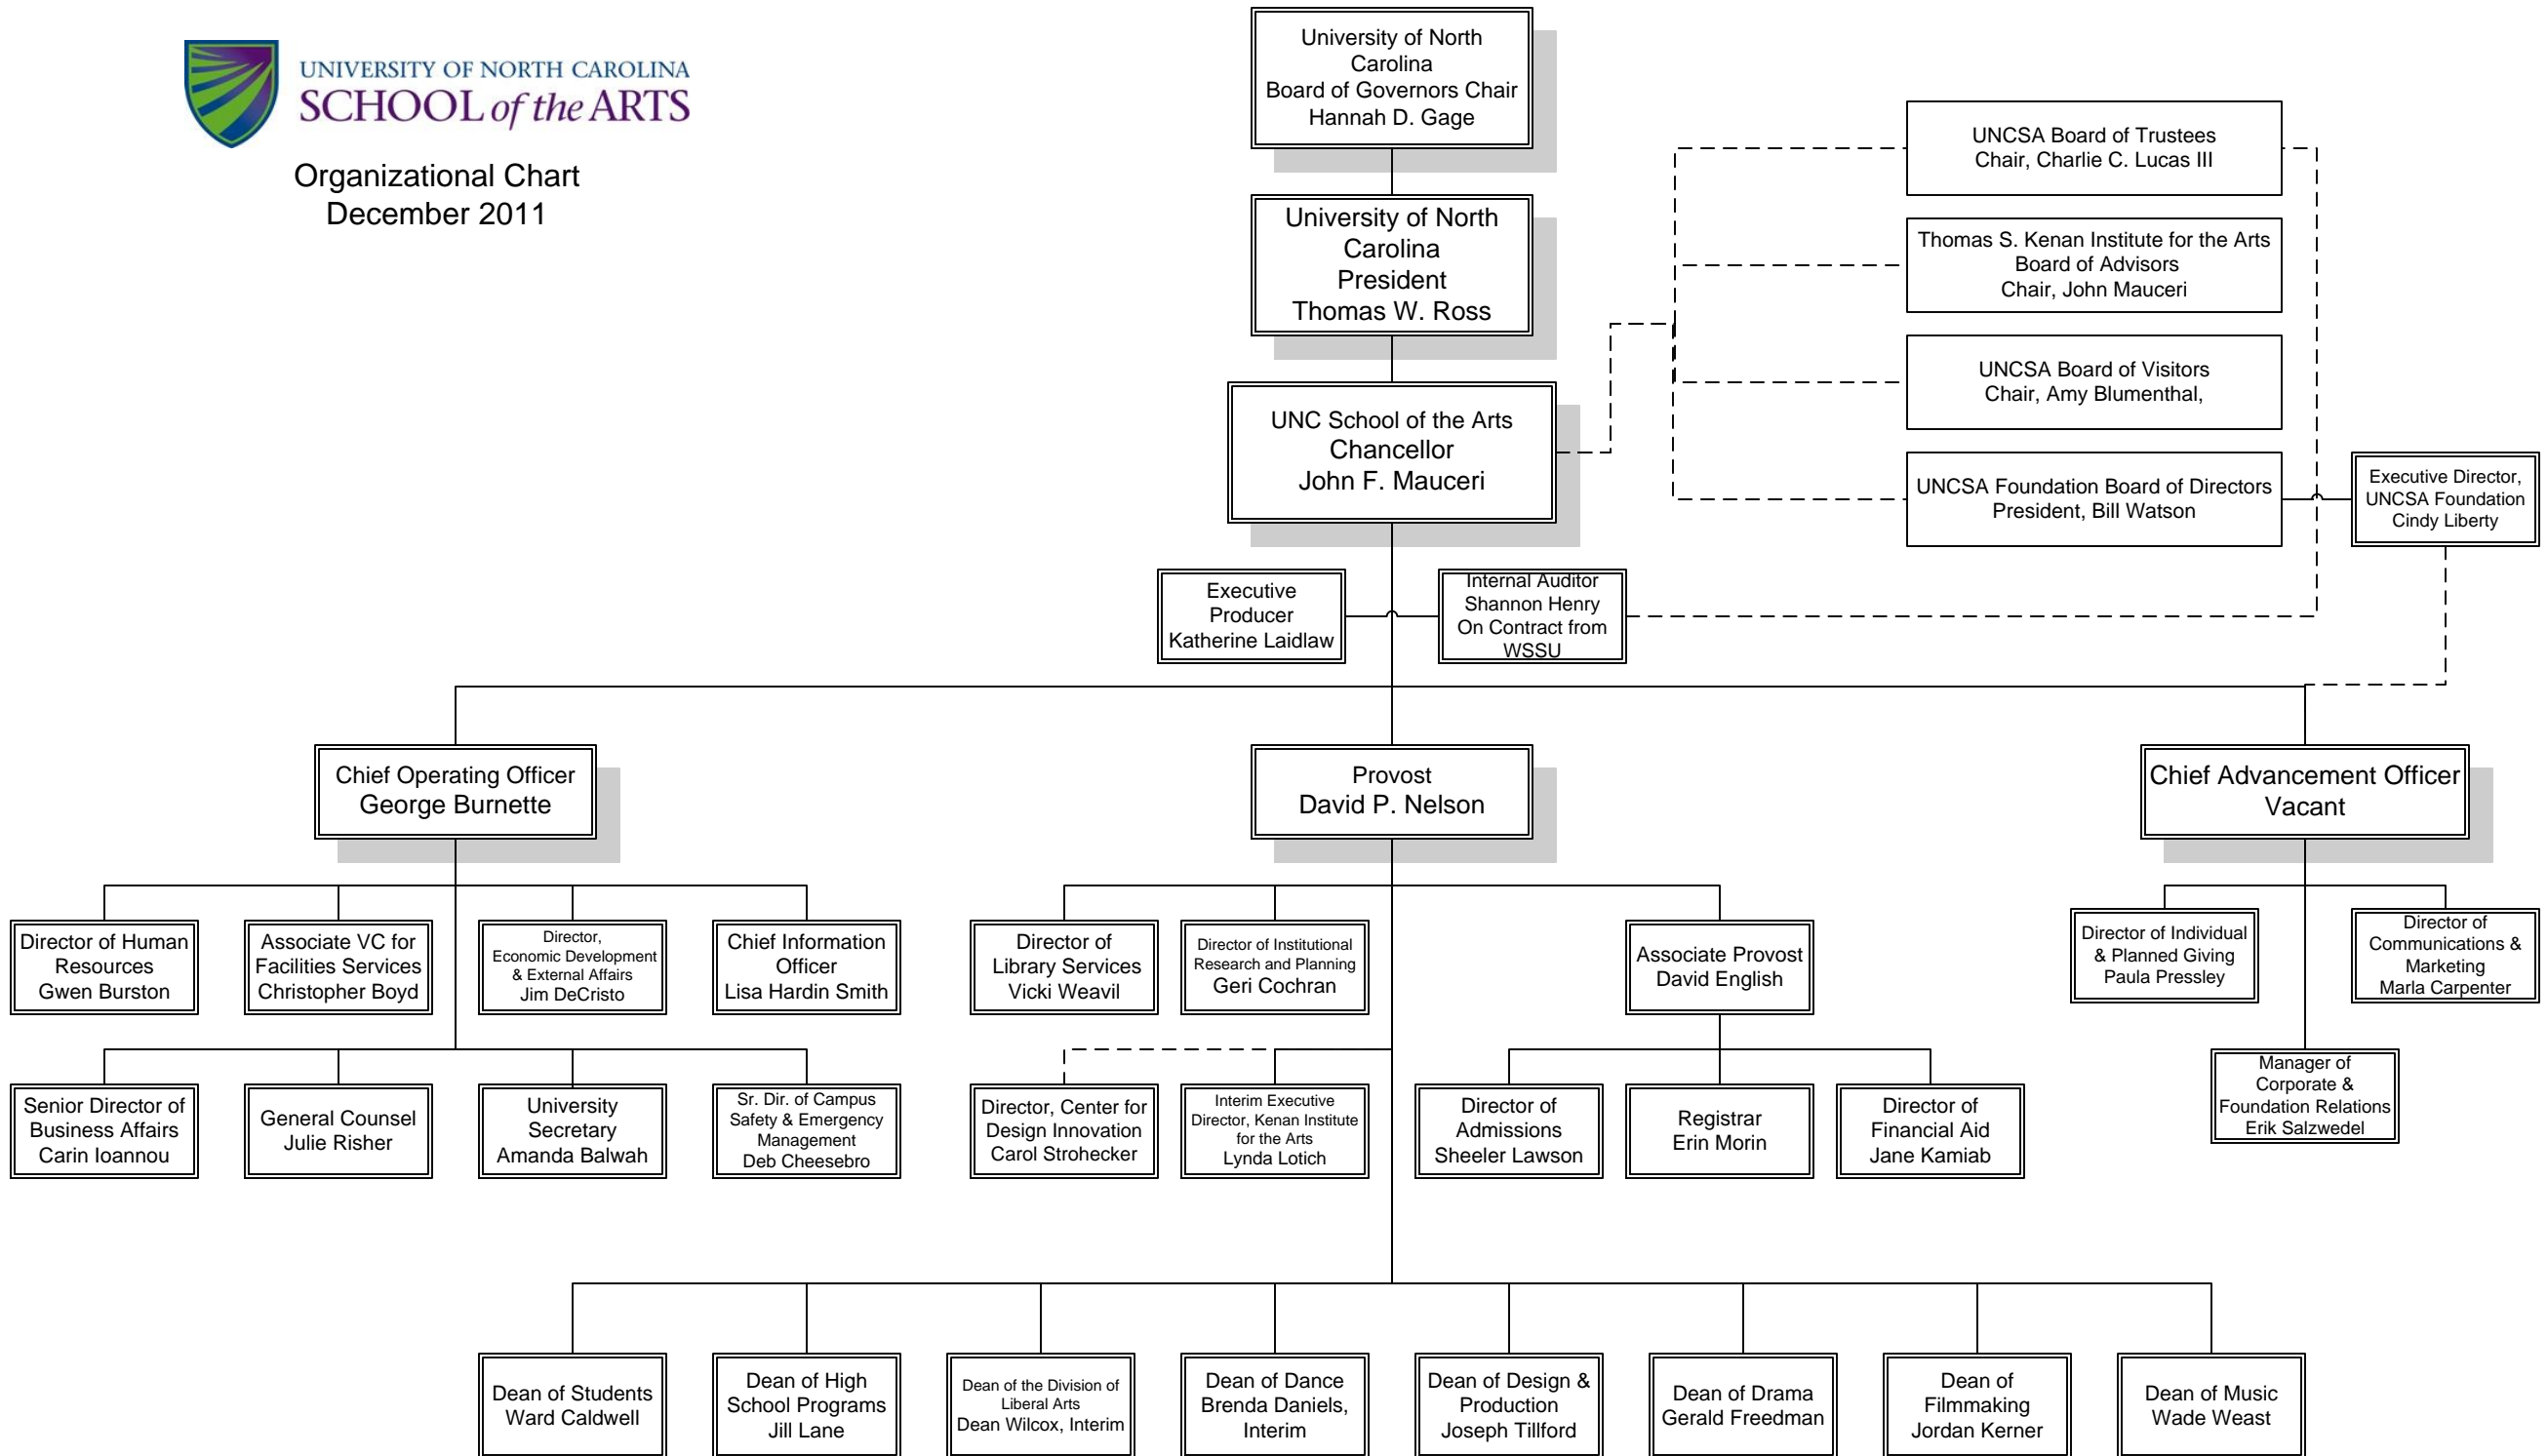 UNIVERSITY OF NORTH CAROLINA
SCHOOL of the ARTS
Organizational Chart
December 2011
University of North
Carolina
Board of Governors Chair
Hannah D. Gage
University of North
Carolina
President
Thomas W. Ross
UNC School of the Arts
Chancellor
John F. Mauceri
UNCSA Board of Trustees
Chair, Charlie C. Lucas III
Thomas S. Kenan Institute for the Arts
Board of Advisors
Chair, John Mauceri
UNCSA Board of Visitors
Chair, Amy Blumenthal,
UNCSA Foundation Board of Directors
President, Bill Watson
Executive Director,
UNCSA Foundation
Cindy Liberty
Executive
Producer
Katherine Laidlaw
Internal Auditor
Shannon Henry
On Contract from
WSSU
Chief Operating Officer
George Burnette
Provost
David P. Nelson
Chief Advancement Officer
Vacant
Director of Human
Resources
Gwen Burston
Associate VC for
Facilities Services
Christopher Boyd
Director,
Economic Development
& External Affairs
Jim DeCristo
Chief Information
Officer
Lisa Hardin Smith
Director of
Library Services
Vicki Weavil
Director of Institutional
Research and Planning
Geri Cochran
Associate Provost
David English
Director of Individual
& Planned Giving
Paula Pressley
Director of
Communications &
Marketing
Marla Carpenter
Senior Director of
Business Affairs
Carin Ioannou
General Counsel
Julie Risher
University
Secretary
Amanda Balwah
Sr. Dir. of Campus
Safety & Emergency
Management
Deb Cheesebro
Director, Center for
Design Innovation
Carol Strohecker
Interim Executive
Director, Kenan Institute
for the Arts
Lynda Lotich
Director of
Admissions
Sheeler Lawson
Registrar
Erin Morin
Director of
Financial Aid
Jane Kamiab
Manager of
Corporate &
Foundation Relations
Erik Salzwedel
Dean of Students
Ward Caldwell
Dean of High
School Programs
Jill Lane
Dean of the Division of
Liberal Arts
Dean Wilcox, Interim
Dean of Dance
Brenda Daniels,
Interim
Dean of Design &
Production
Joseph Tillford
Dean of Drama
Gerald Freedman
Dean of
Filmmaking
Jordan Kerner
Dean of Music
Wade Weast